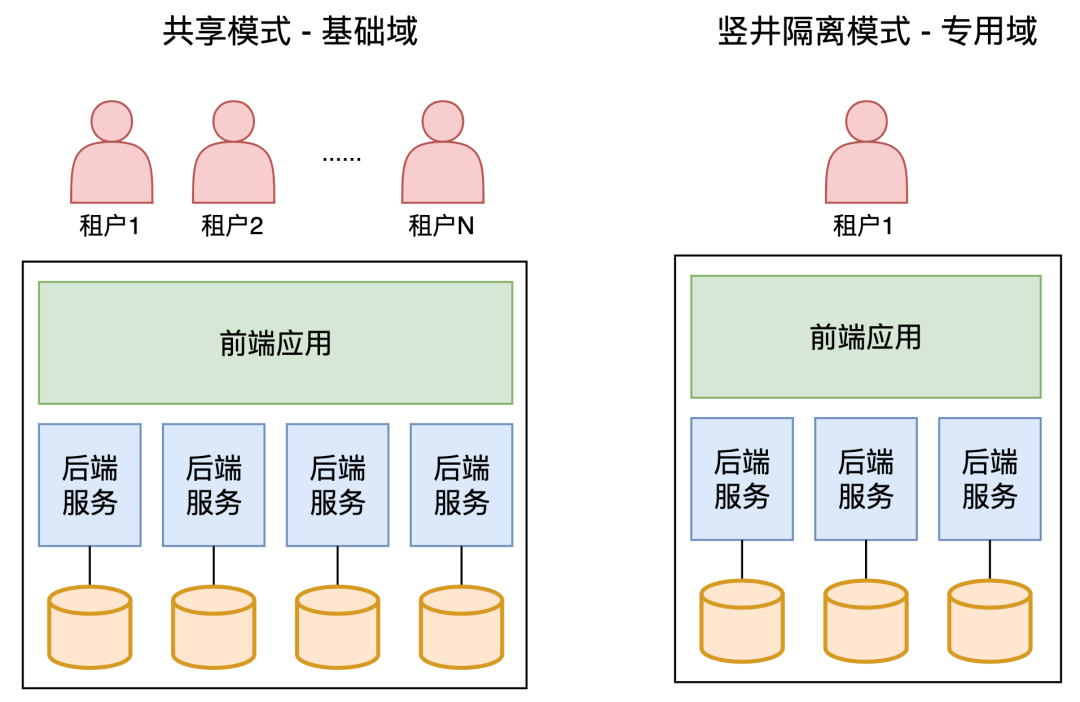 共享模式 - 基础域
竖井隔离模式 - 专用域
......
租户1
租户2
租户N
租户1
前端应用
前端应用
后端
服务
后端
服务
后端
服务
后端
服务
后端
服务
后端
服务
后端
服务